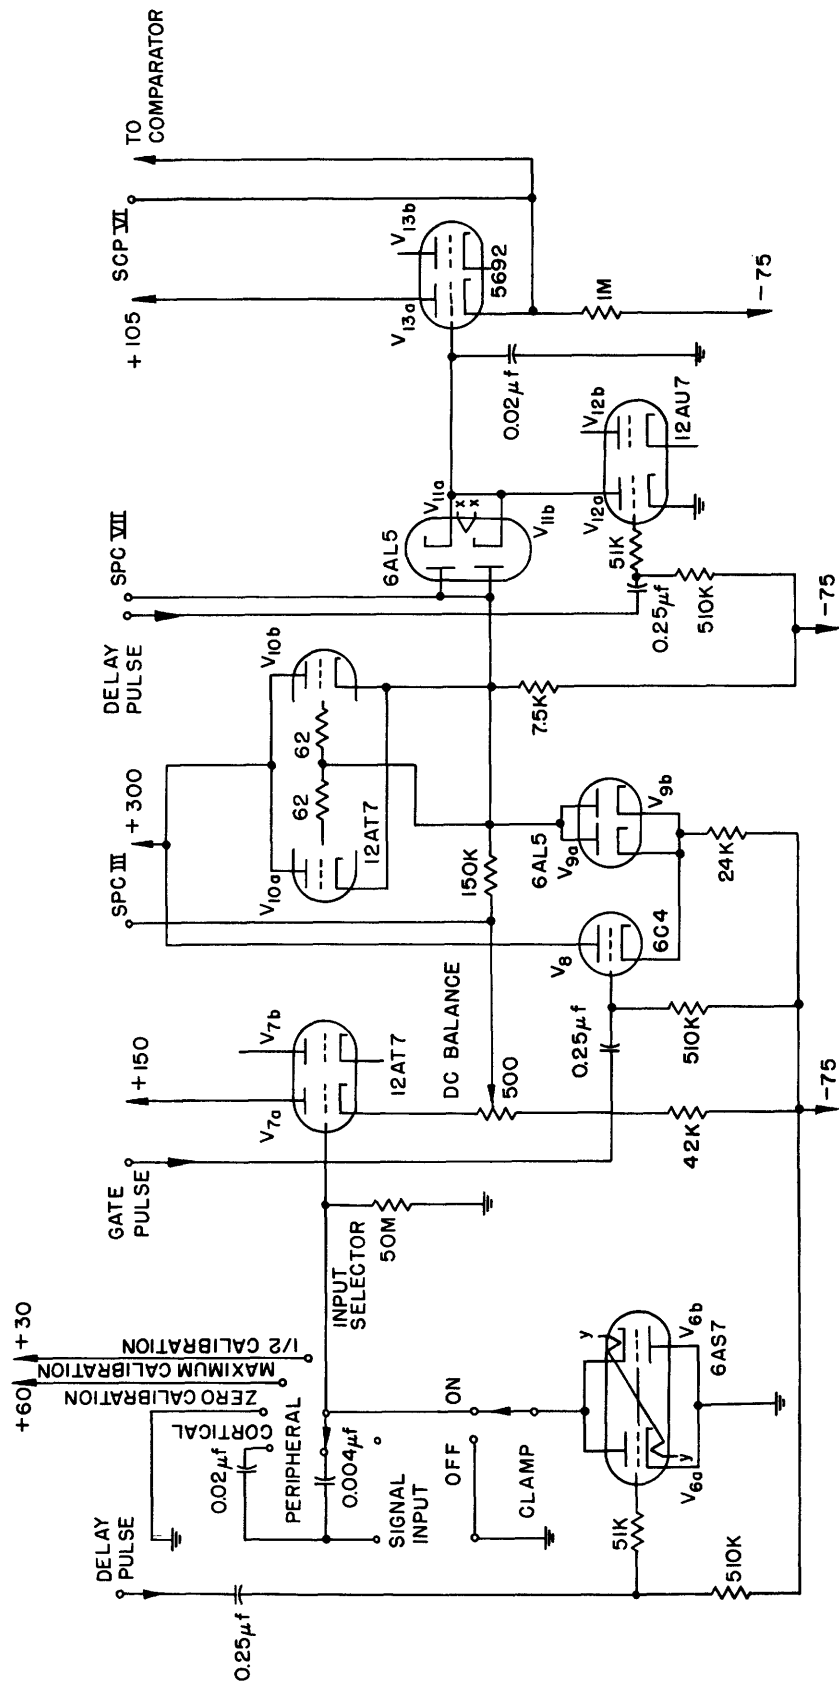 DELAY
PULSE
0.25μf
0.02μf
CORTICAL
ZERO CALIBRATION
MAXIMUM CALIBRATION
1/2 CALIBRATION
+60
+30
PERIPHERAL
0.004μf
SIGNAL
INPUT
INPUT
SELECTOR
OFF
ON
CLAMP
50M
51K
510K
y
y
V6a
V6b
6AS7
GATE
PULSE
+150
V7a
V7b
12AT7
DC BALANCE
500
42K
-75
0.25μf
510K
V8
6C4
SPC III
+300
V10a
V10b
62
62
12AT7
150K
6AL5
V9a
V9b
24K
7.5K
DELAY
PULSE
SPC VII
6AL5
V11a
x
x
V11b
51K
0.25μf
510K
-75
V12a
V12b
12AU7
0.02μf
+105
SCP VI
TO
COMPARATOR
V13a
V13b
5692
1M
-75